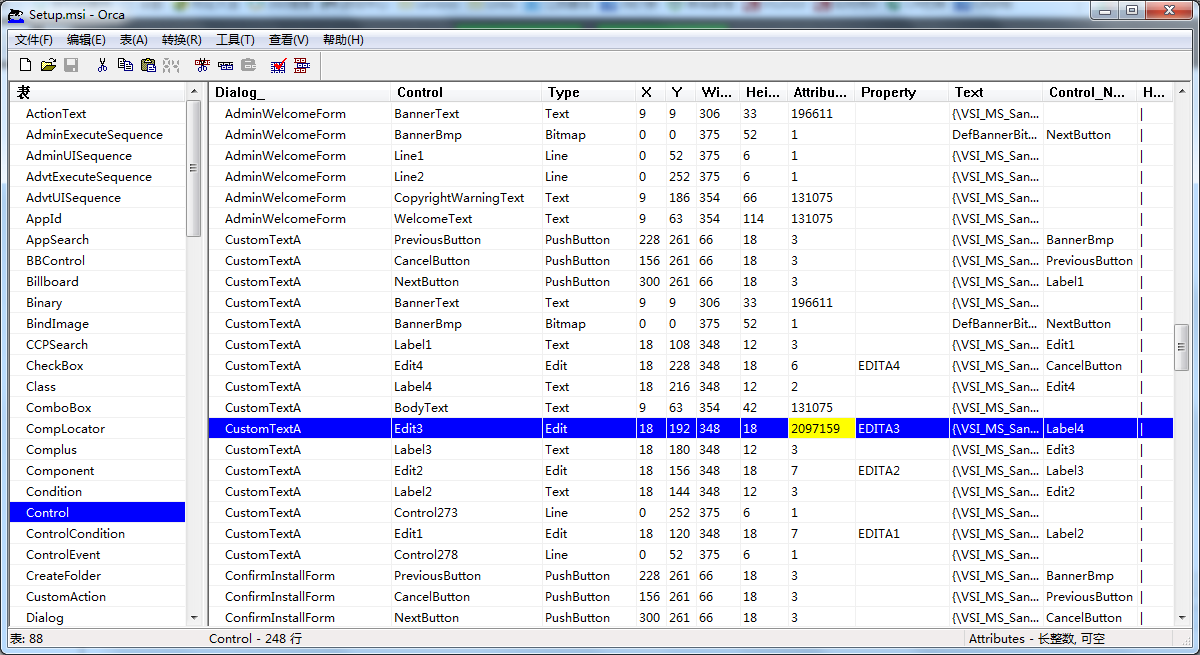 Setup.msi - Orca
文件(F) 编辑(E) 表(A) 转换(R) 工具(T) 查看(V) 帮助(H)
表 Dialog_ Control Type X Y Wi... Hei... Attribu... Property Text Control_N... H...
ActionText AdminWelcomeForm BannerText Text 9 9 306 33 196611 {\VSI_MS_San... |
AdminExecuteSequence AdminWelcomeForm BannerBmp Bitmap 0 0 375 52 1 DefBannerBit... NextButton |
AdminUISequence AdminWelcomeForm Line1 Line 0 52 375 6 1 {\VSI_MS_San... |
AdvtExecuteSequence AdminWelcomeForm Line2 Line 0 252 375 6 1 {\VSI_MS_San... |
AdvtUISequence AdminWelcomeForm CopyrightWarningText Text 9 186 354 66 131075 {\VSI_MS_San... |
AppId AdminWelcomeForm WelcomeText Text 9 63 354 114 131075 {\VSI_MS_San... |
AppSearch CustomTextA PreviousButton PushButton 228 261 66 18 3 {\VSI_MS_San... BannerBmp |
BBControl CustomTextA CancelButton PushButton 156 261 66 18 3 {\VSI_MS_San... PreviousButton |
Billboard CustomTextA NextButton PushButton 300 261 66 18 3 {\VSI_MS_San... Label1 |
Binary CustomTextA BannerText Text 9 9 306 33 196611 {\VSI_MS_San... |
BindImage CustomTextA BannerBmp Bitmap 0 0 375 52 1 DefBannerBit... NextButton |
CCPSearch CustomTextA Label1 Text 18 108 348 12 3 {\VSI_MS_San... Edit1 |
CheckBox CustomTextA Edit4 Edit 18 228 348 18 6 EDITA4 {\VSI_MS_San... CancelButton |
Class CustomTextA Label4 Text 18 216 348 12 2 {\VSI_MS_San... Edit4 |
ComboBox CustomTextA BodyText Text 9 63 354 42 131075 {\VSI_MS_San... |
CompLocator CustomTextA Edit3 Edit 18 192 348 18 2097159 EDITA3 {\VSI_MS_San... Label4 |
Complus CustomTextA Label3 Text 18 180 348 12 3 {\VSI_MS_San... Edit3 |
Component CustomTextA Edit2 Edit 18 156 348 18 7 EDITA2 {\VSI_MS_San... Label3 |
Condition CustomTextA Label2 Text 18 144 348 12 3 {\VSI_MS_San... Edit2 |
Control CustomTextA Control273 Line 0 252 375 6 1 {\VSI_MS_San... |
ControlCondition CustomTextA Edit1 Edit 18 120 348 18 7 EDITA1 {\VSI_MS_San... Label2 |
ControlEvent CustomTextA Control278 Line 0 52 375 6 1 {\VSI_MS_San... |
CreateFolder ConfirmInstallForm PreviousButton PushButton 228 261 66 18 3 {\VSI_MS_San... BannerBmp |
CustomAction ConfirmInstallForm CancelButton PushButton 156 261 66 18 3 {\VSI_MS_San... PreviousButton |
Dialog ConfirmInstallForm NextButton PushButton 300 261 66 18 3 {\VSI_MS_San... CancelButton |
表: 88 Control - 248 行 Attributes - 长整数, 可空